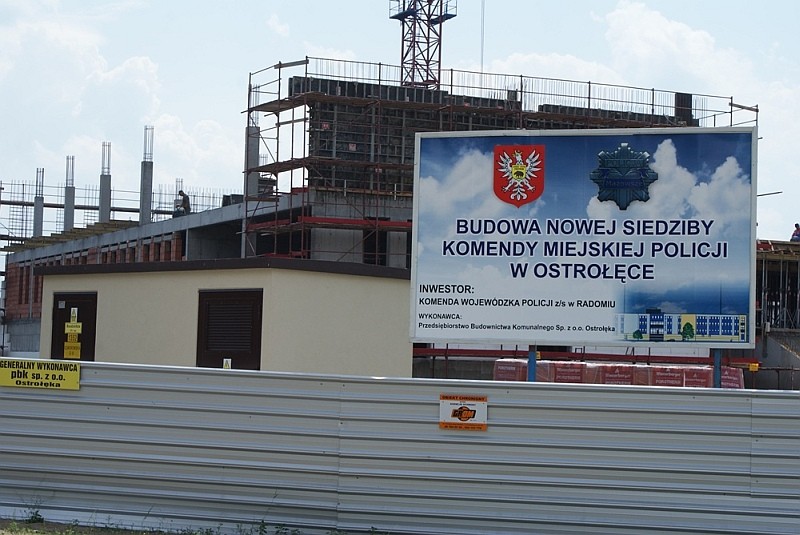 BUDOWA NOWEJ SIEDZIBY
KOMENDY MIEJSKIEJ POLICJI
W OSTROŁĘCE
INWESTOR:
KOMENDA WOJEWÓDZKA POLICJI z/s w RADOMIU
WYKONAWCA:
Przedsiębiorstwo Budownictwa Komunalnego Sp. z o.o. Ostrołęka
GENERALNY WYKONAWCA
pbk sp. z o.o.
Ostrołęka